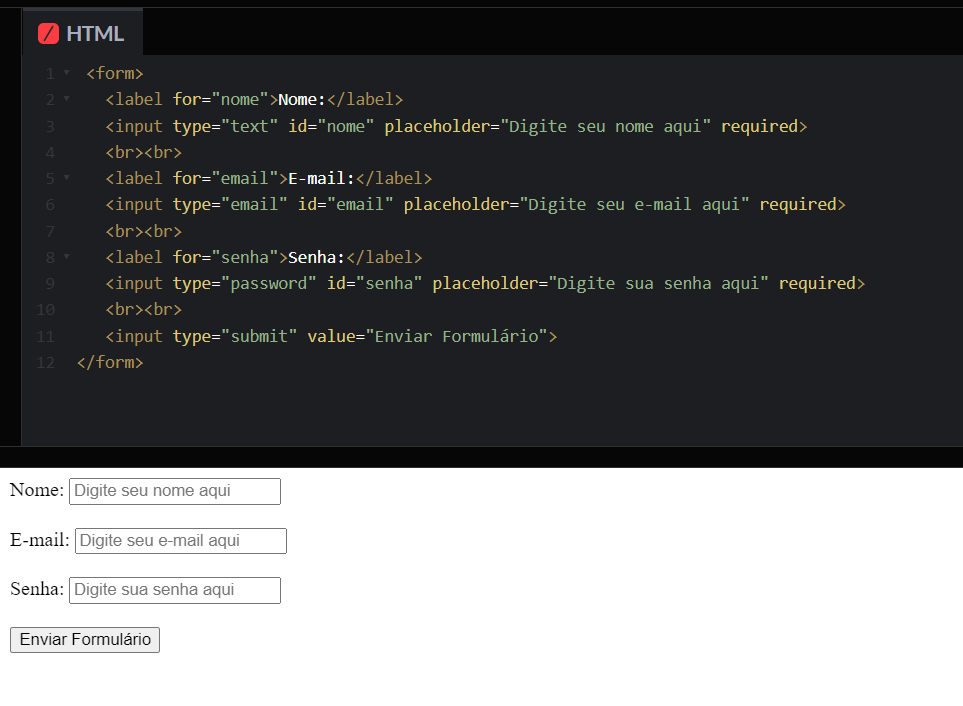 HTML
1 <form>
2 <label for="nome">Nome:</label>
3 <input type="text" id="nome" placeholder="Digite seu nome aqui" required>
4 <br><br>
5 <label for="email">E-mail:</label>
6 <input type="email" id="email" placeholder="Digite seu e-mail aqui" required>
7 <br><br>
8 <label for="senha">Senha:</label>
9 <input type="password" id="senha" placeholder="Digite sua senha aqui" required>
10 <br><br>
11 <input type="submit" value="Enviar Formulário">
12 </form>
Nome: Digite seu nome aqui
E-mail: Digite seu e-mail aqui
Senha: Digite sua senha aqui
Enviar Formulário